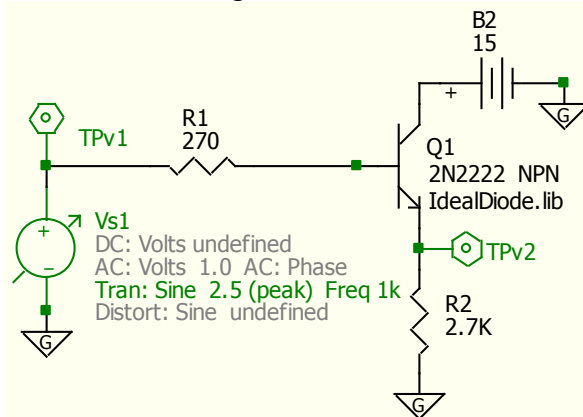 B2
15
+
G
R1
270
TPv1
Q1
2N2222 NPN
IdealDiode.lib
Vs1
+
−
DC: Volts undefined
AC: Volts 1.0 AC: Phase
Tran: Sine 2.5 (peak) Freq 1k
Distort: Sine undefined
TPv2
R2
2.7K
G
G